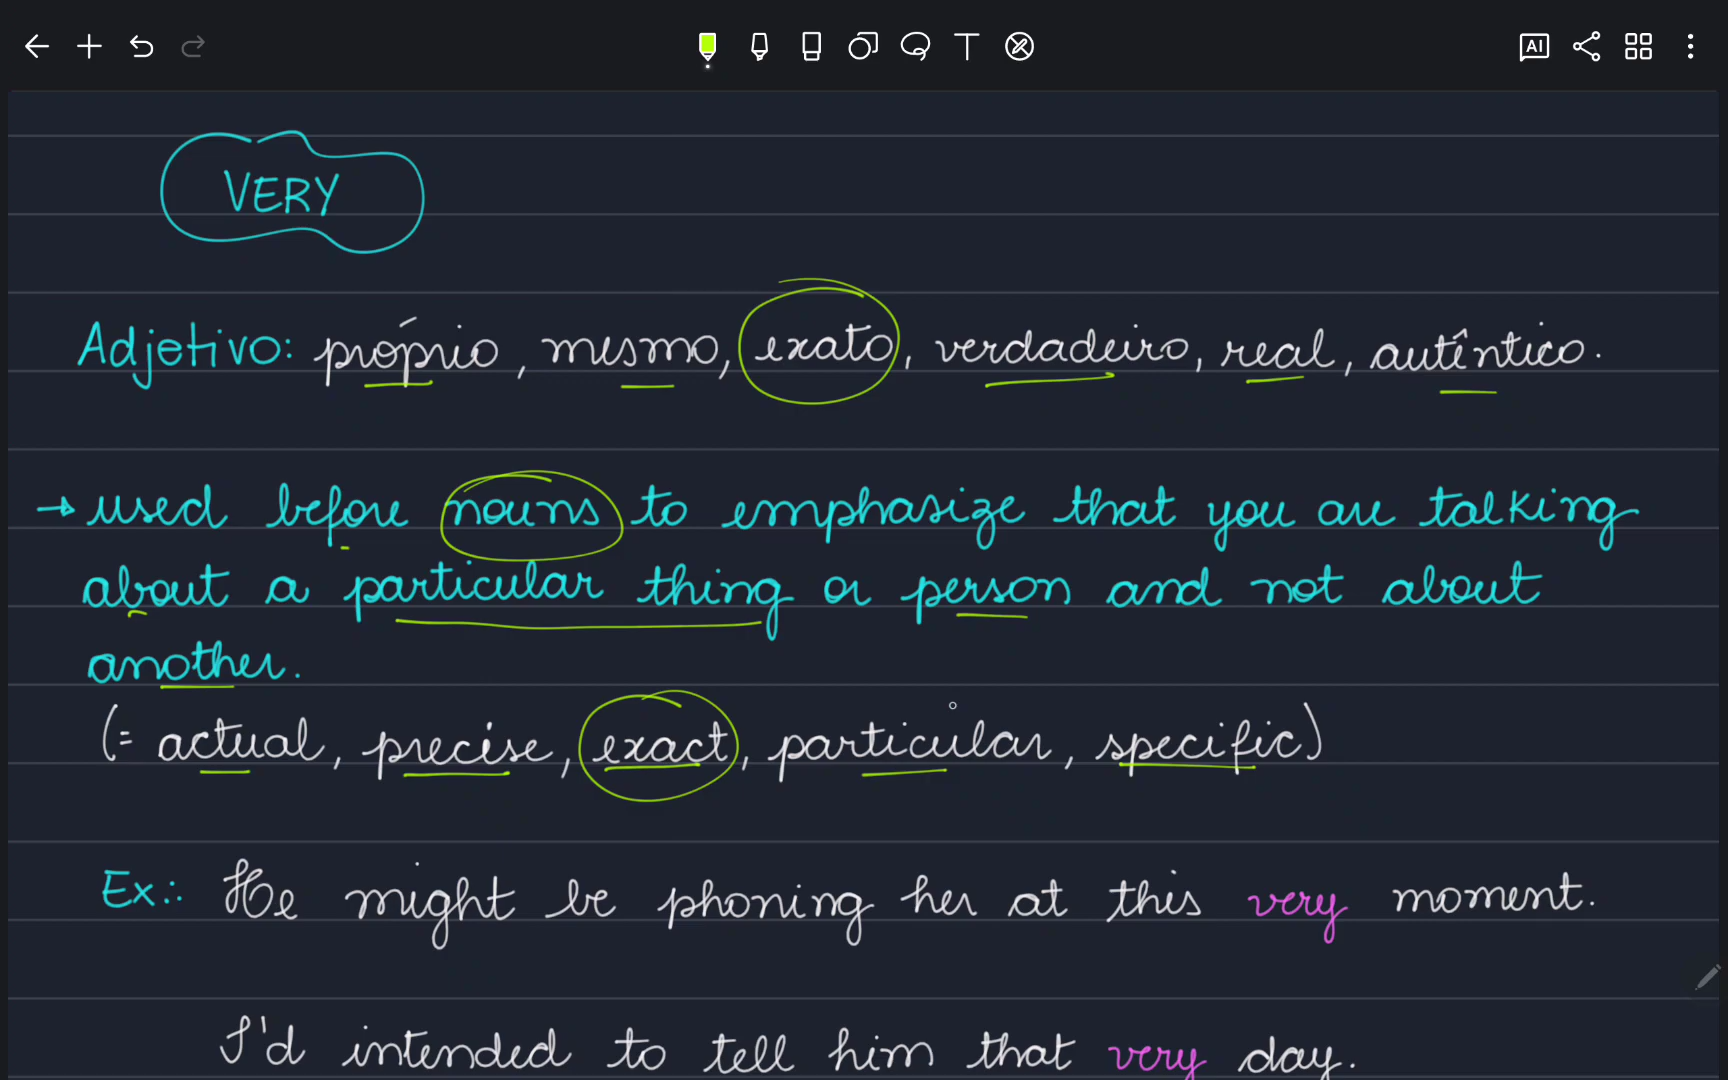 AI
VERY
Adjetivo: próprio, mesmo, exato, verdadeiro, real, autêntico.
→ used before nouns to emphasize that you are talking
about a particular thing or person and not about
another.
(= actual, precise, exact, particular, specific)
Ex.: He might be phoning her at this very moment.
I'd intended to tell him that very day.